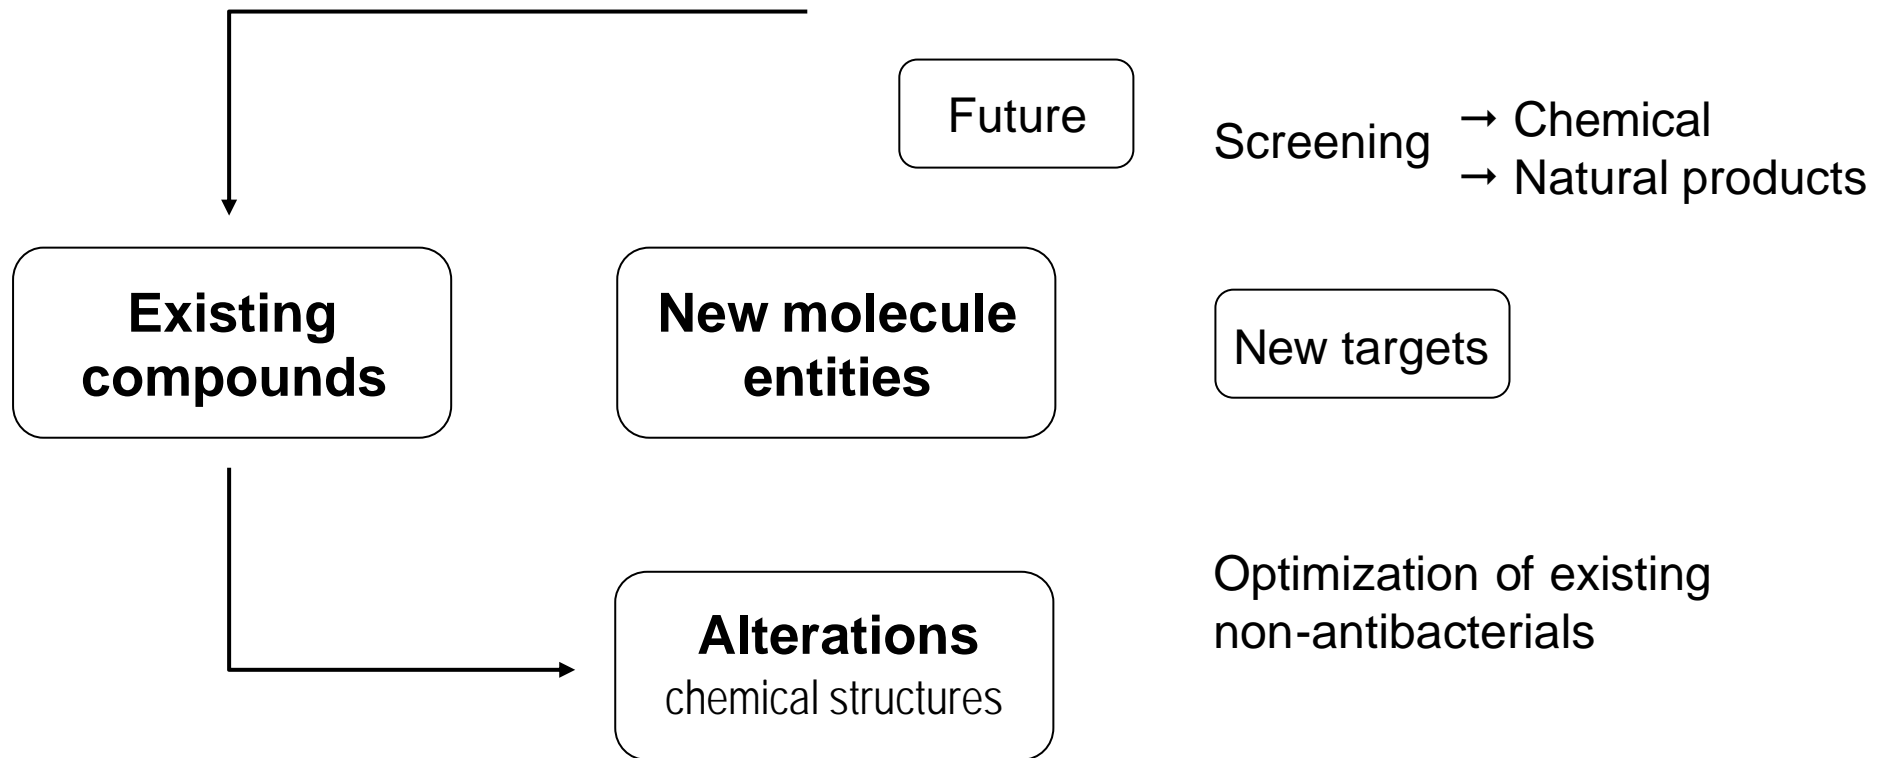 Future
Screening
→ Chemical
→ Natural products
Existing
compounds
New molecule
entities
New targets
Alterations
chemical structures
Optimization of existing
non-antibacterials